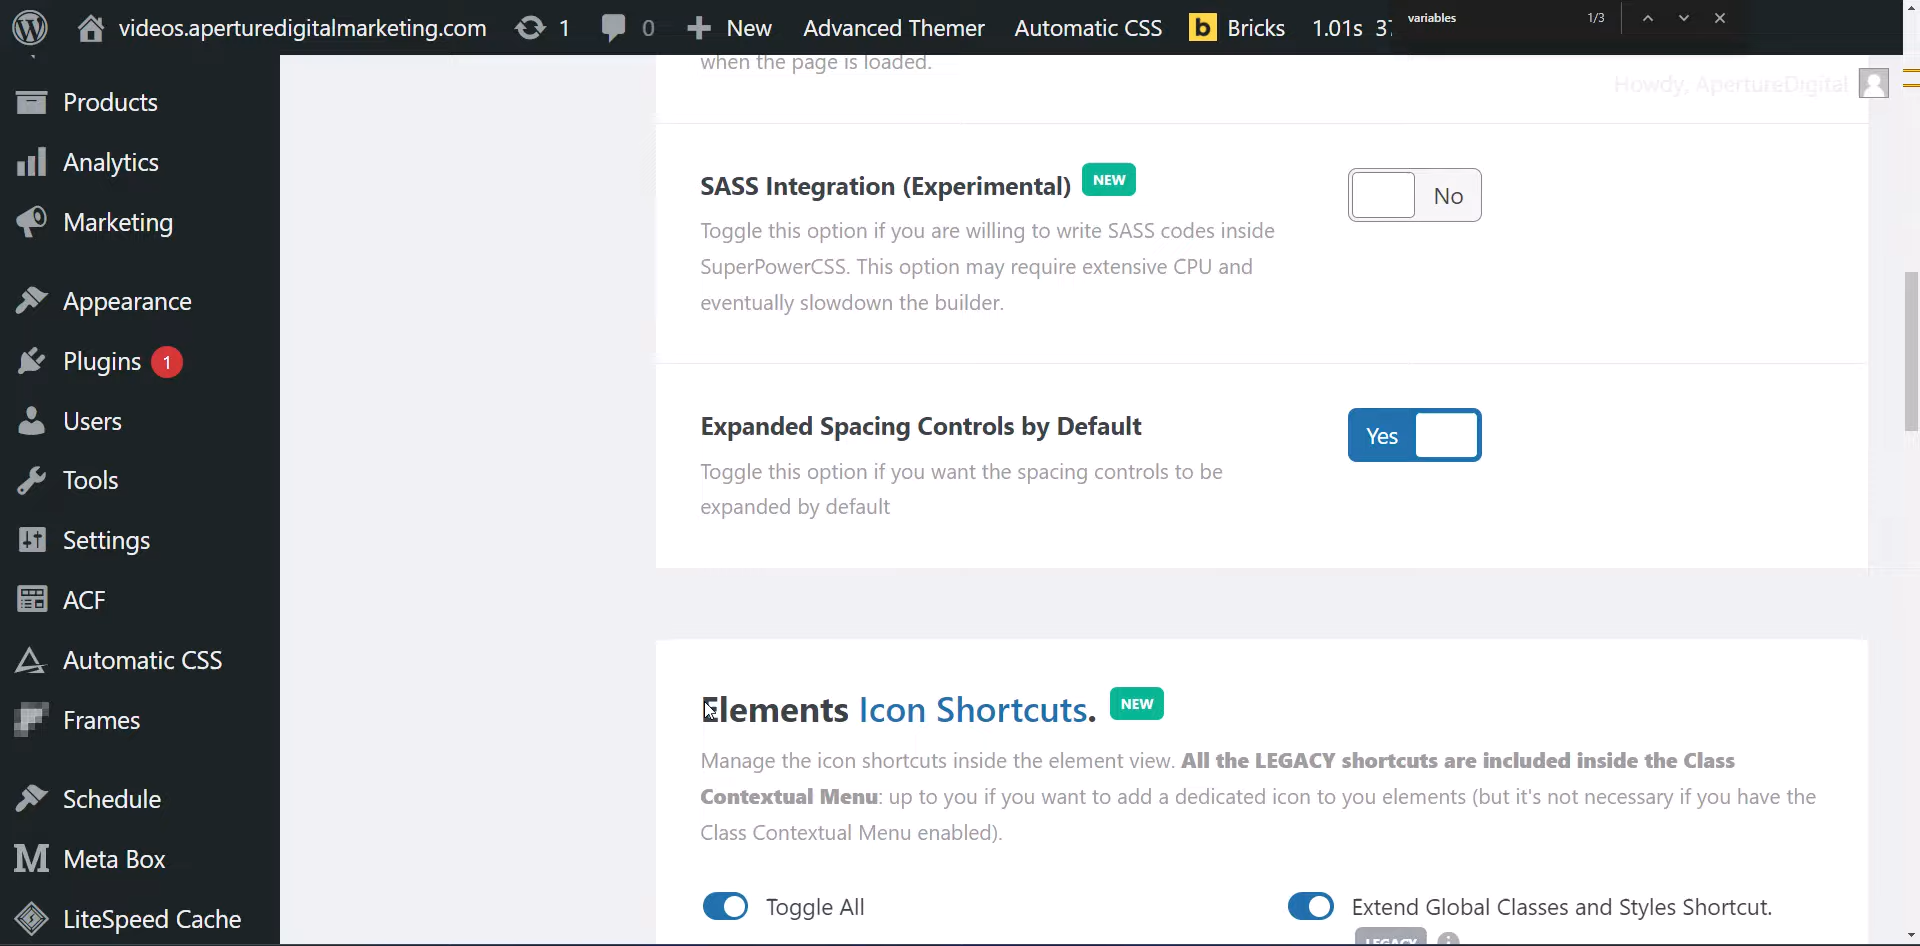 videos.aperturedigitalmarketing.com 1 0 New Advanced Themer Automatic CSS Bricks 1.01s
variables 1/3
Howdy, ApertureDigital
Products
Analytics
Marketing
Appearance
Plugins 1
Users
Tools
Settings
ACF
Automatic CSS
Frames
Schedule
Meta Box
LiteSpeed Cache
when the page is loaded.
SASS Integration (Experimental) NEW
No
Toggle this option if you are willing to write SASS codes inside
SuperPowerCSS. This option may require extensive CPU and
eventually slowdown the builder.
Expanded Spacing Controls by Default
Yes
Toggle this option if you want the spacing controls to be
expanded by default
Elements Icon Shortcuts. NEW
Manage the icon shortcuts inside the element view. All the LEGACY shortcuts are included inside the Class
Contextual Menu: up to you if you want to add a dedicated icon to you elements (but it's not necessary if you have the
Class Contextual Menu enabled).
Toggle All
Extend Global Classes and Styles Shortcut.
LEGACY